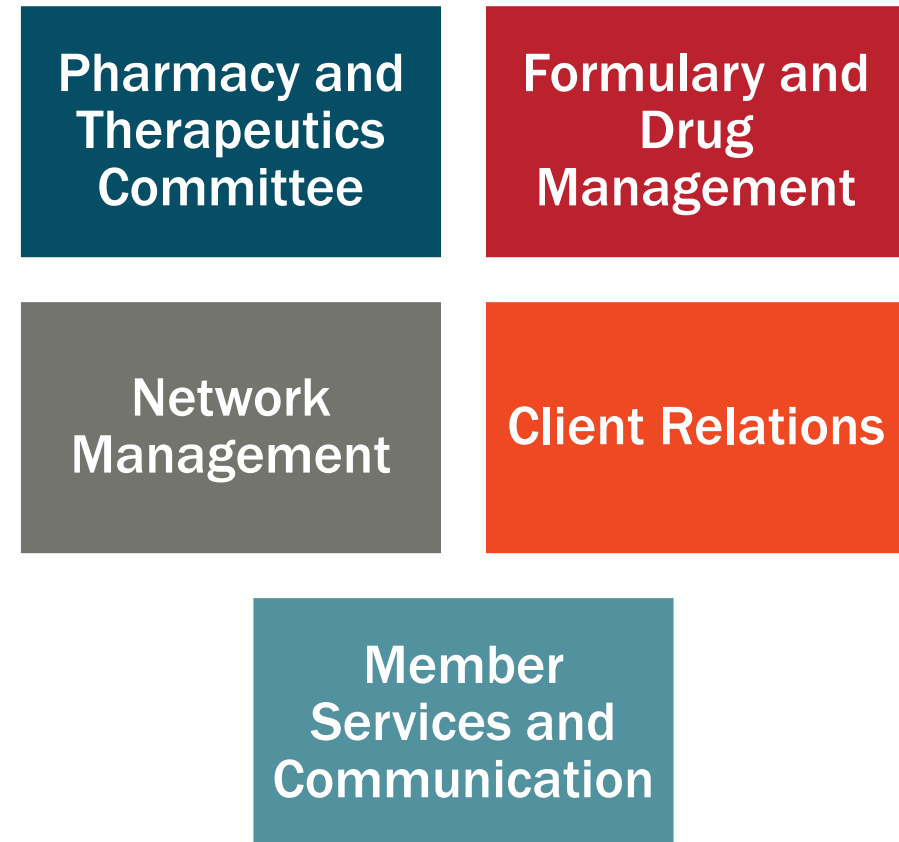 Pharmacy and
Therapeutics
Committee
Formulary and
Drug
Management
Network
Management
Client Relations
Member
Services and
Communication